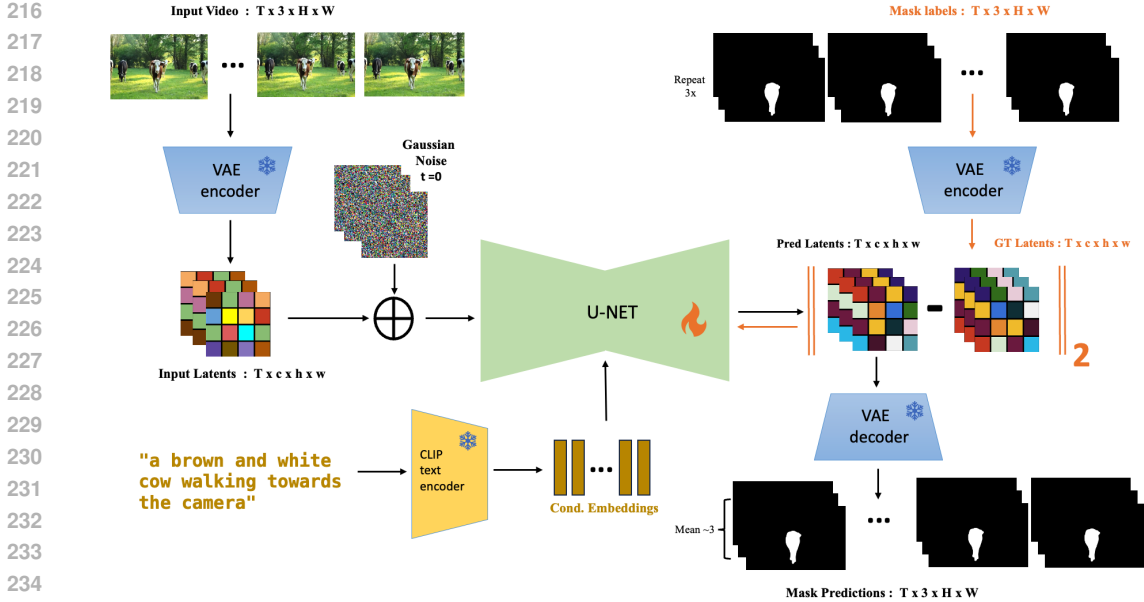 216
217
218
219
220
221
222
223
224
225
226
227
228
229
230
231
232
233
234
Input Video : T x 3 x H x W
Mask labels : T x 3 x H x W
Repeat
3x
VAE
encoder
Gaussian
Noise
t =0
VAE
encoder
Pred Latents : T x c x h x w
GT Latents : T x c x h x w
U-NET
2
Input Latents : T x c x h x w
VAE
decoder
"a brown and white
cow walking towards
the camera"
CLIP
text
encoder
Cond. Embeddings
Mean ~3
Mask Predictions : T x 3 x H x W